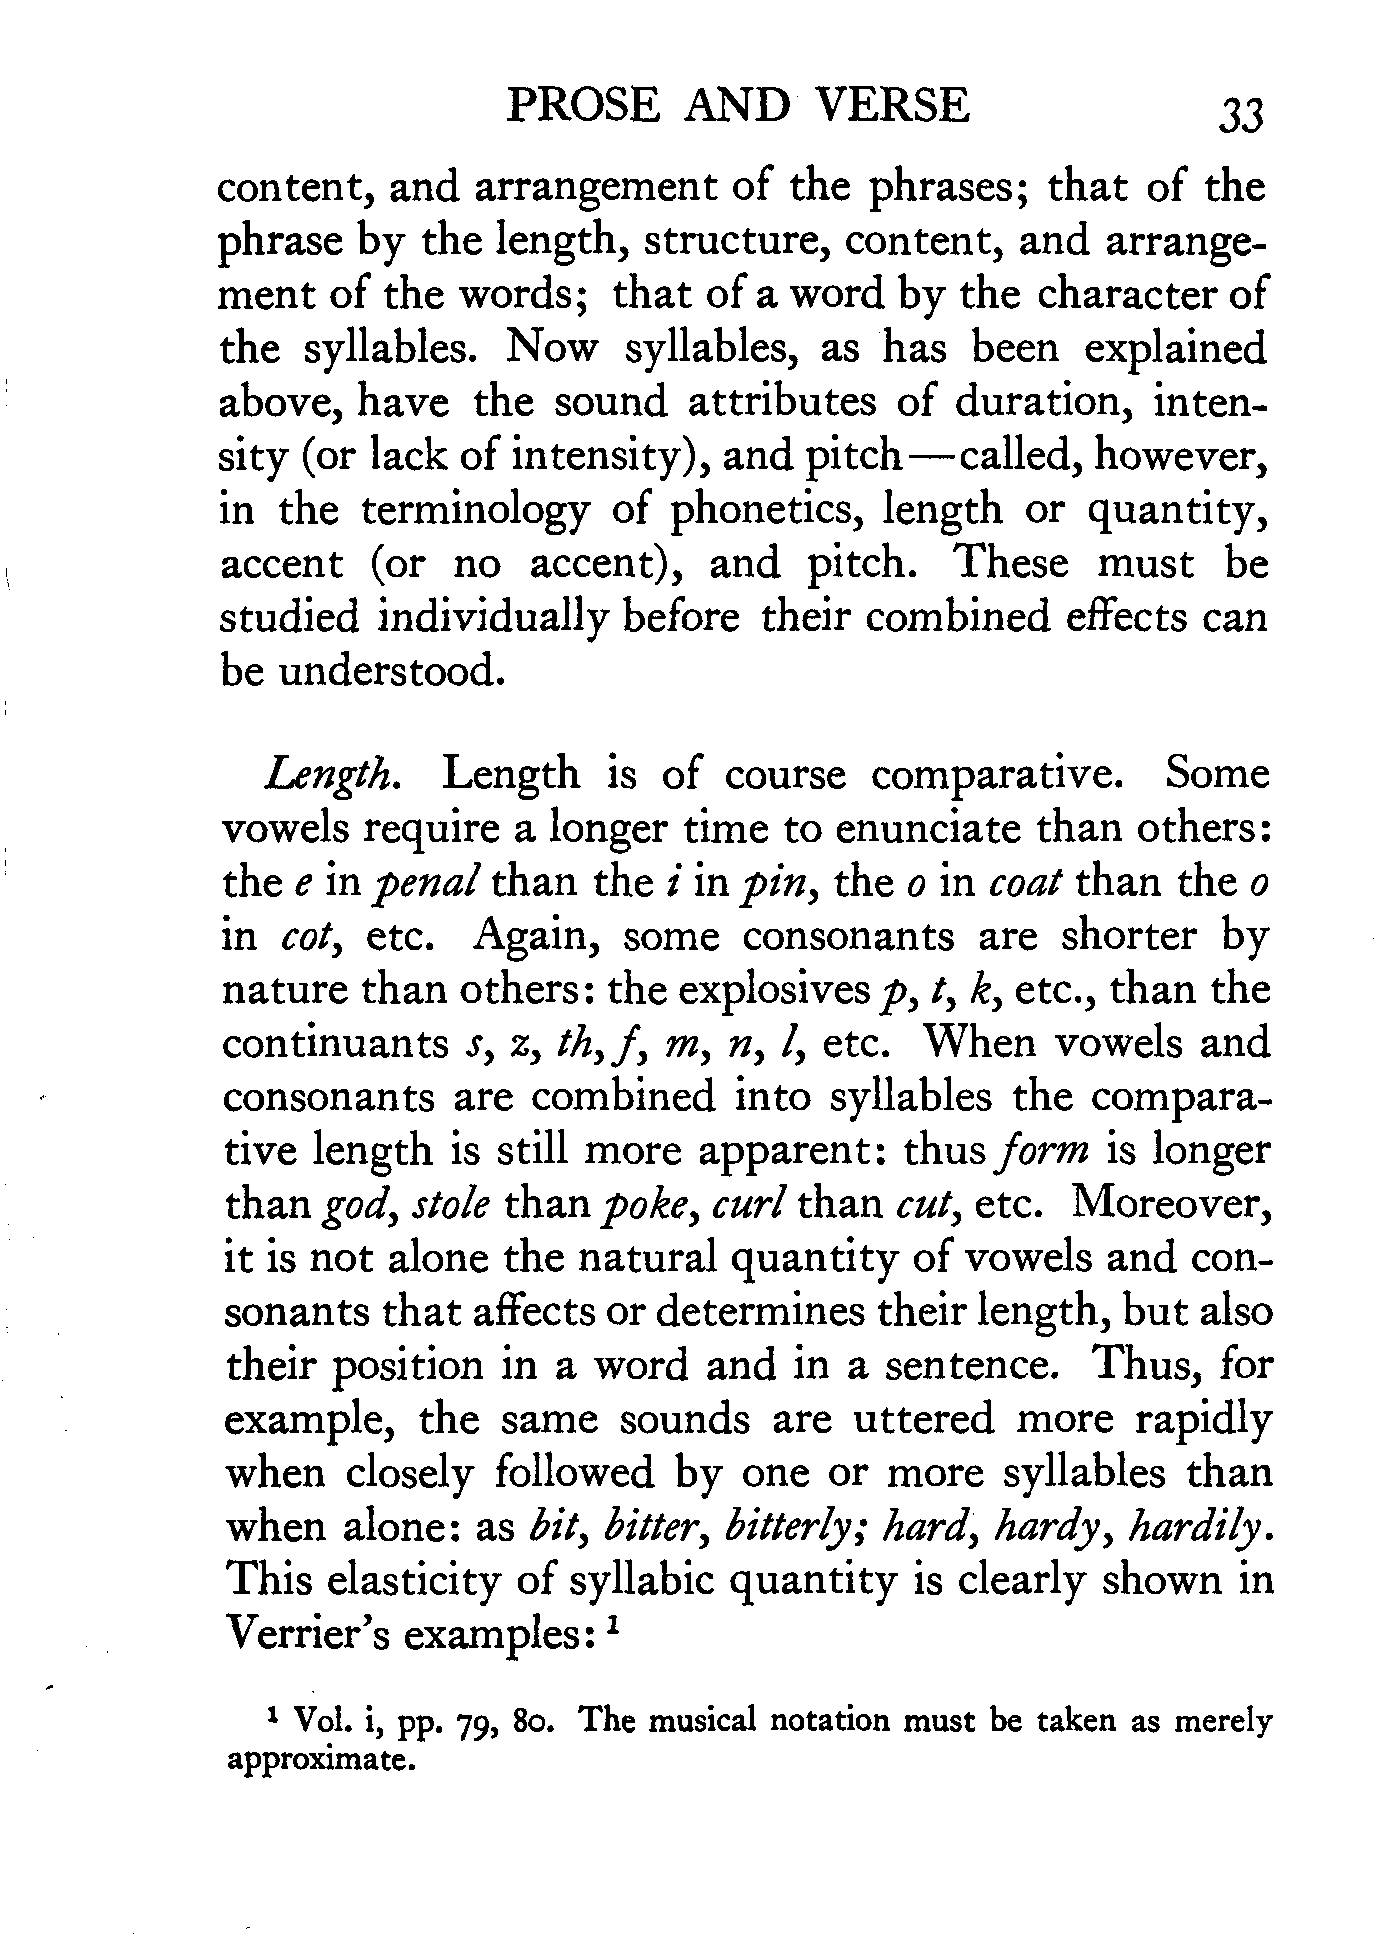 PROSE AND VERSE 33
content, and arrangement of the phrases; that of the
phrase by the length, structure, content, and arrange-
ment of the words; that of a word by the character of
the syllables. Now syllables, as has been explained
above, have the sound attributes of duration, inten-
sity (or lack of intensity), and pitch—called, however,
in the terminology of phonetics, length or quantity,
accent (or no accent), and pitch. These must be
studied individually before their combined effects can
be understood.
Length. Length is of course comparative. Some
vowels require a longer time to enunciate than others:
the e in penal than the i in pin, the o in coat than the o
in cot, etc. Again, some consonants are shorter by
nature than others: the explosives p, t, k, etc., than the
continuants s, z, th, f, m, n, l, etc. When vowels and
consonants are combined into syllables the compara-
tive length is still more apparent: thus form is longer
than god, stole than poke, curl than cut, etc. Moreover,
it is not alone the natural quantity of vowels and con-
sonants that affects or determines their length, but also
their position in a word and in a sentence. Thus, for
example, the same sounds are uttered more rapidly
when closely followed by one or more syllables than
when alone: as bit, bitter, bitterly; hard, hardy, hardily.
This elasticity of syllabic quantity is clearly shown in
Verrier's examples: ¹
¹ Vol. i, pp. 79, 80. The musical notation must be taken as merely
approximate.